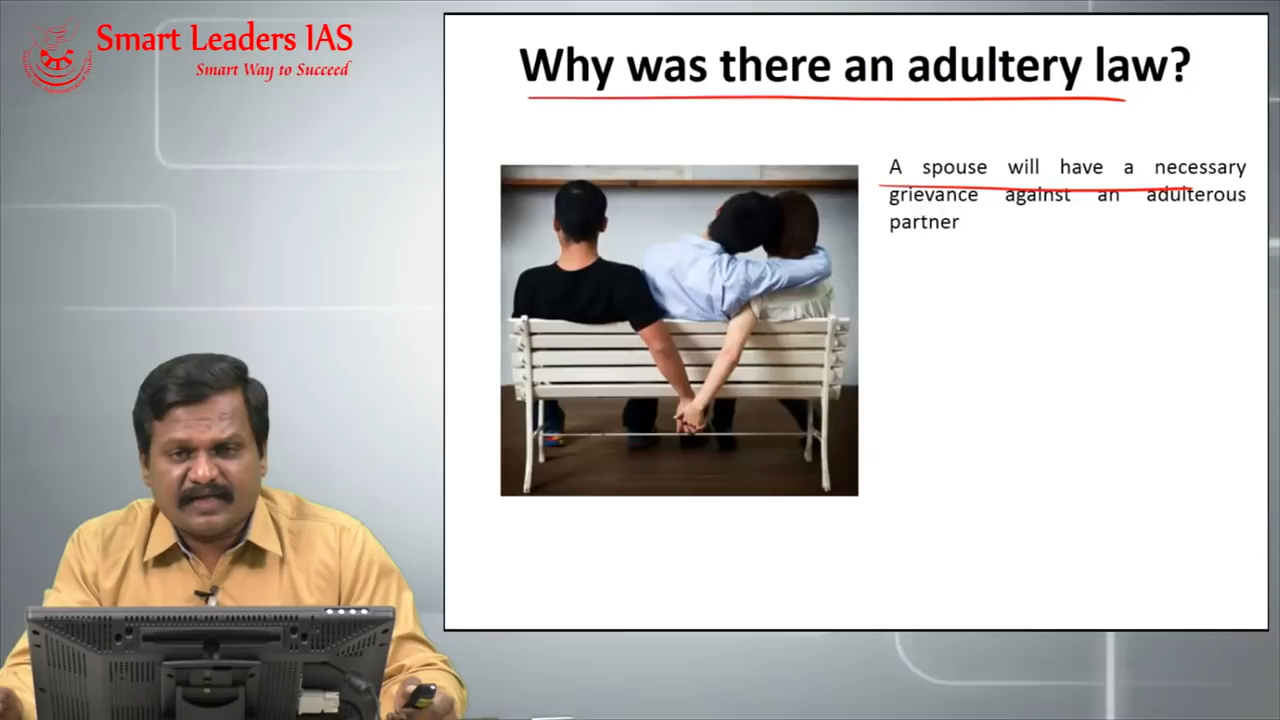 Smart Leaders IAS
Smart Way to Succeed
Why was there an adultery law?
A spouse will have a necessary
grievance against an adulterous
partner